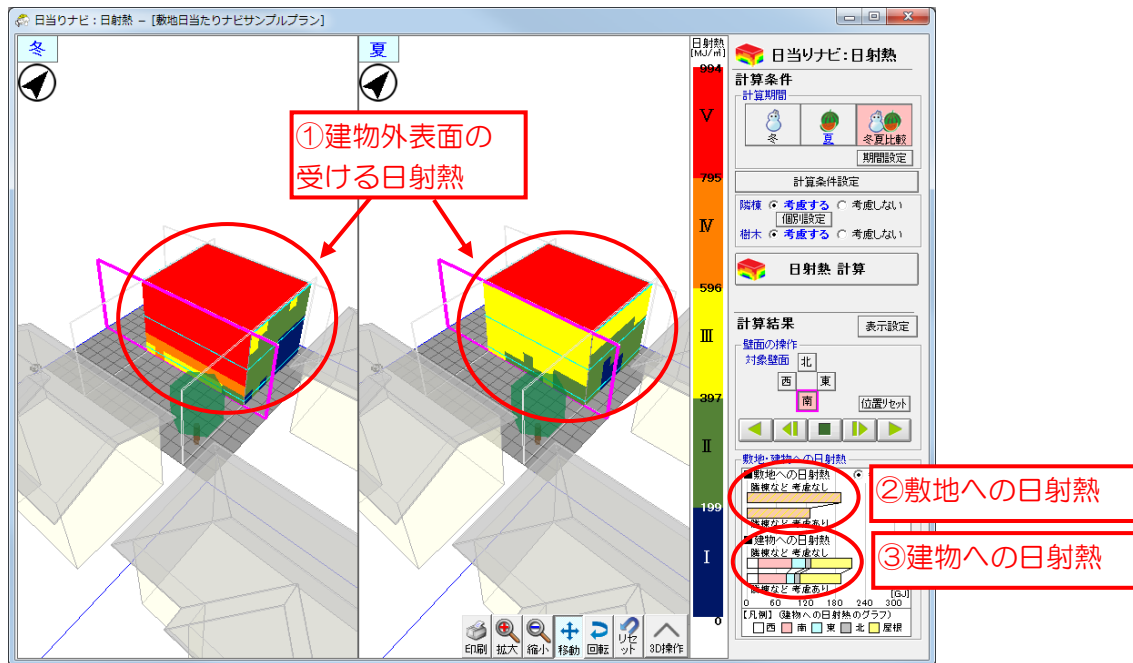 日当りナビ：日射熱 － [敷地日当たりナビサンプルプラン]
冬
夏
日射熱
[MJ/㎡]
994
Ⅴ
795
Ⅳ
596
Ⅲ
397
Ⅱ
199
Ⅰ
0
①建物外表面の
受ける日射熱
日当りナビ：日射熱
計算条件
計算期間
冬
夏
冬夏比較
期間設定
計算条件設定
隣棟 考慮する 考慮しない
個別設定
樹木 考慮する 考慮しない
日射熱 計算
計算結果
表示設定
壁面の操作
対象壁面
北
西 東
南
位置リセット
敷地・建物への日射熱
■敷地への日射熱
隣棟など 考慮なし
隣棟など 考慮あり
②敷地への日射熱
■建物への日射熱
隣棟など 考慮なし
隣棟など 考慮あり
③建物への日射熱
[GJ]
0 60 120 180 240 300
【凡例】(建物への日射熱のグラフ)
西 南 東 北 屋根
印刷 拡大 縮小 移動 回転 リセット 3D操作